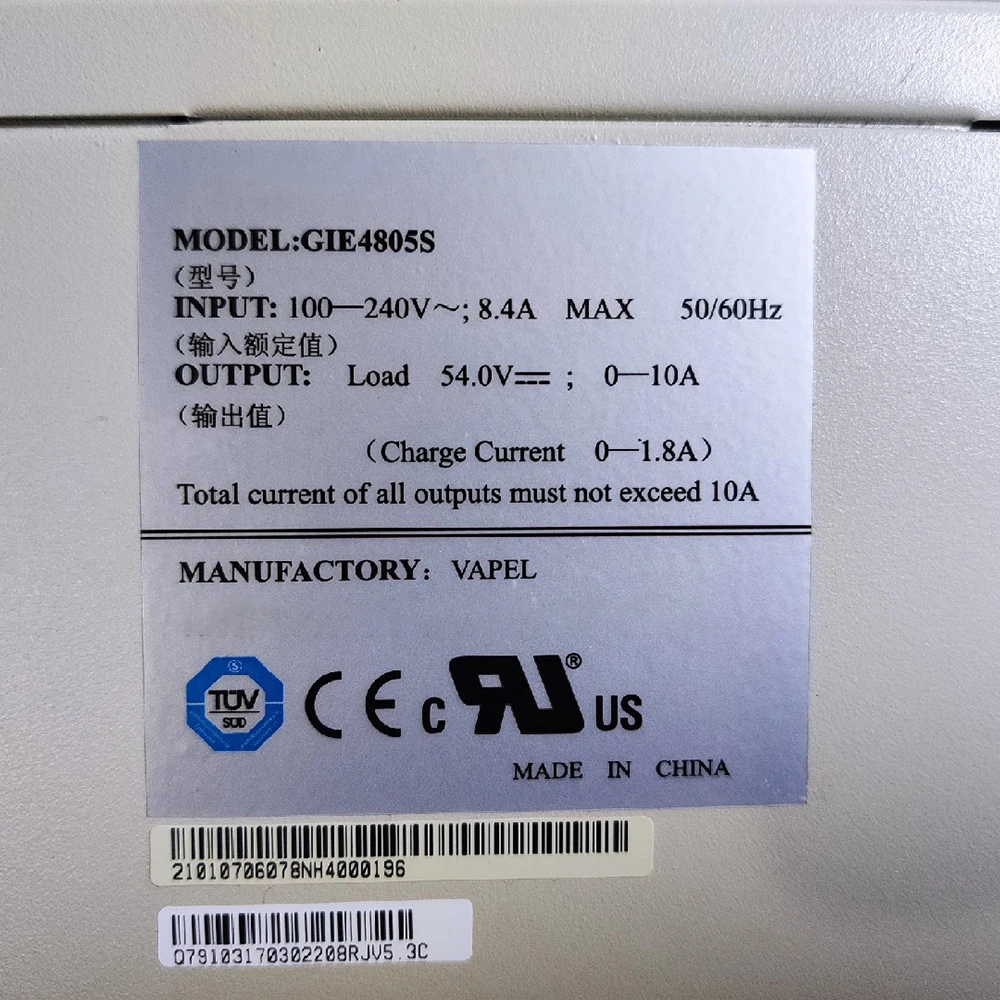 MODEL:GIE4805S
(型号)
INPUT: 100—240V～; 8.4A MAX 50/60Hz
(输入额定值)
OUTPUT: Load 54.0V⎓ ; 0—10A
(输出值)
(Charge Current 0—1.8A)
Total current of all outputs must not exceed 10A
MANUFACTORY: VAPEL
TÜV
SÜD
CE c RU® US
MADE IN CHINA
21010706078NH4000196
Q79103170302208RJV5.3C